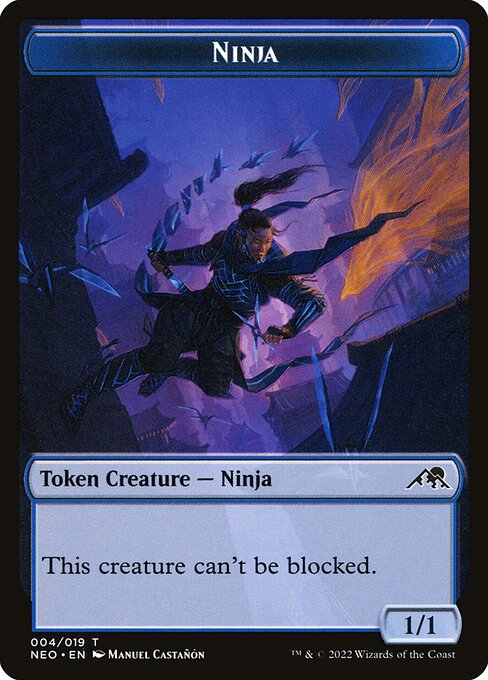 Ninja
Token Creature — Ninja
This creature can't be blocked.
1/1
004/019 T
NEO • EN Manuel Castañón
™ & © 2022 Wizards of the Coast